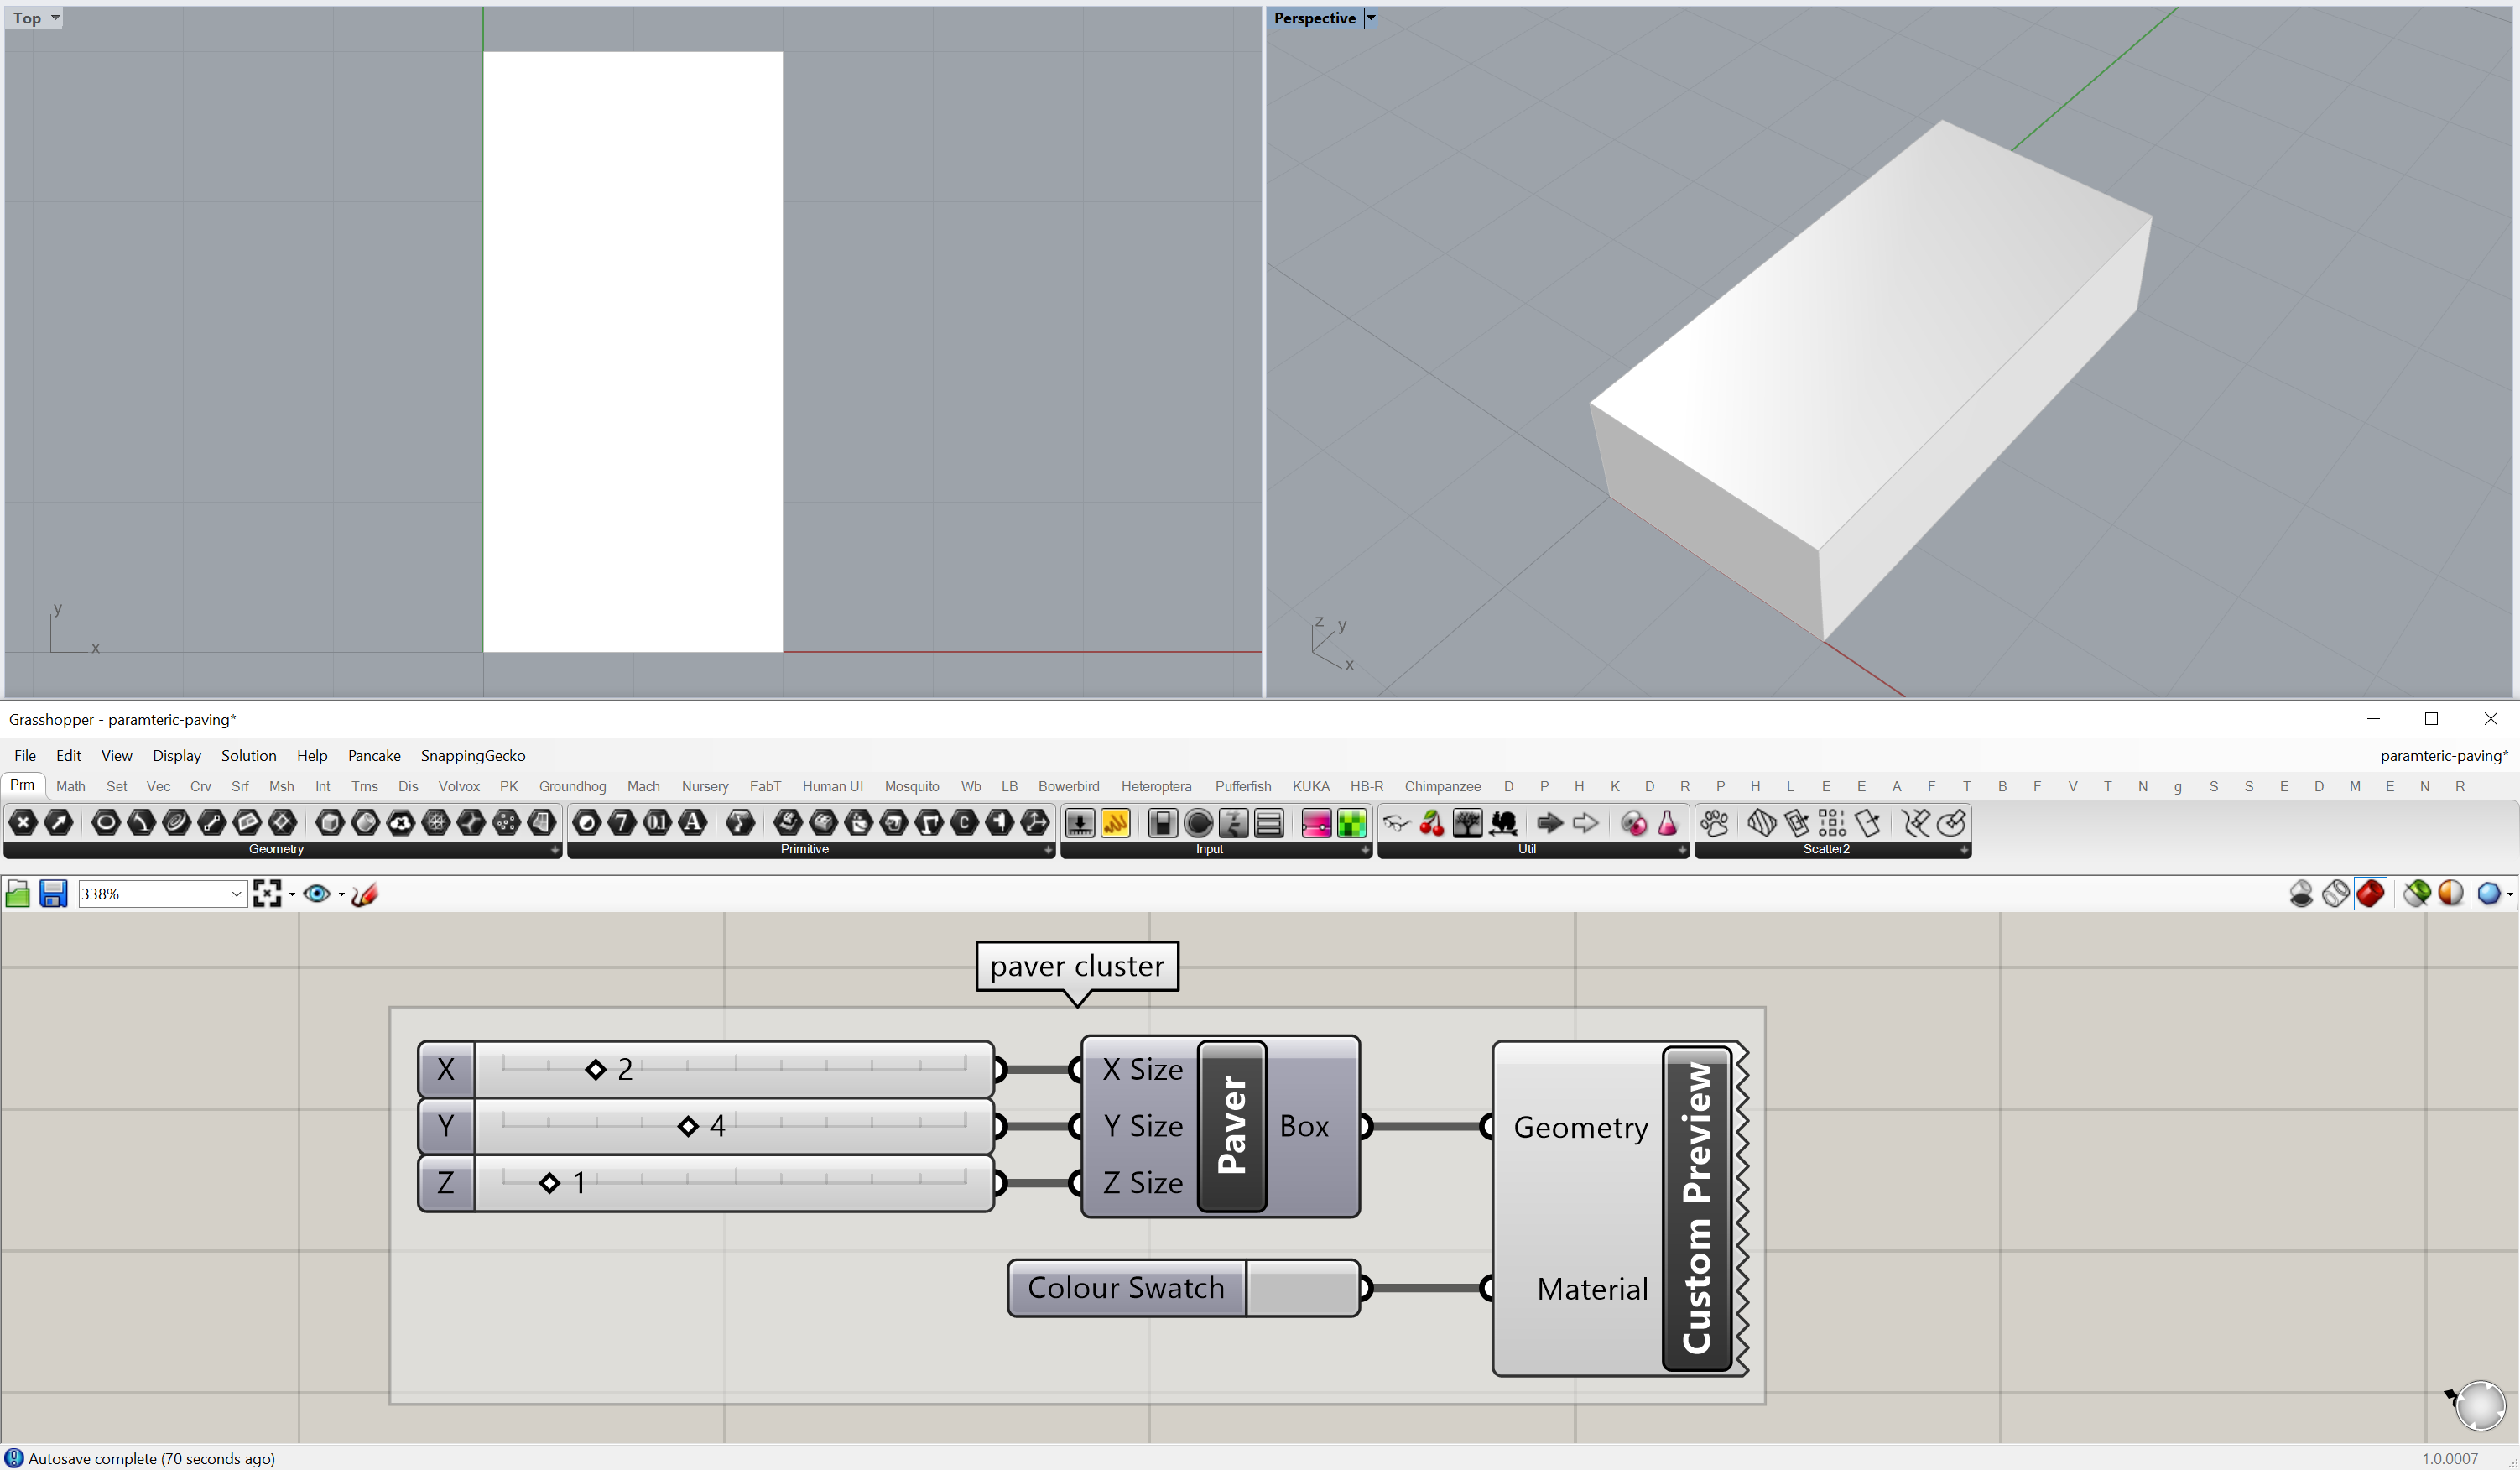 Top
Perspective
y
x
z
y
x
Grasshopper - paramteric-paving*
File Edit View Display Solution Help Pancake SnappingGecko paramteric-paving*
Prm Math Set Vec Crv Srf Msh Int Trns Dis Volvox PK Groundhog Mach Nursery FabT Human UI Mosquito Wb LB Bowerbird Heteroptera Pufferfish KUKA HB-R Chimpanzee D P H K D R P H L E E A F T B F V T N g S S E D M E N R
7 0.1 A C
Geometry Primitive Input Util Scatter2
338%
paver cluster
X 2
Y 4
Z 1
X Size
Y Size
Z Size
Paver
Box
Colour Swatch
Geometry
Material
Custom Preview
Autosave complete (70 seconds ago)
1.0.0007